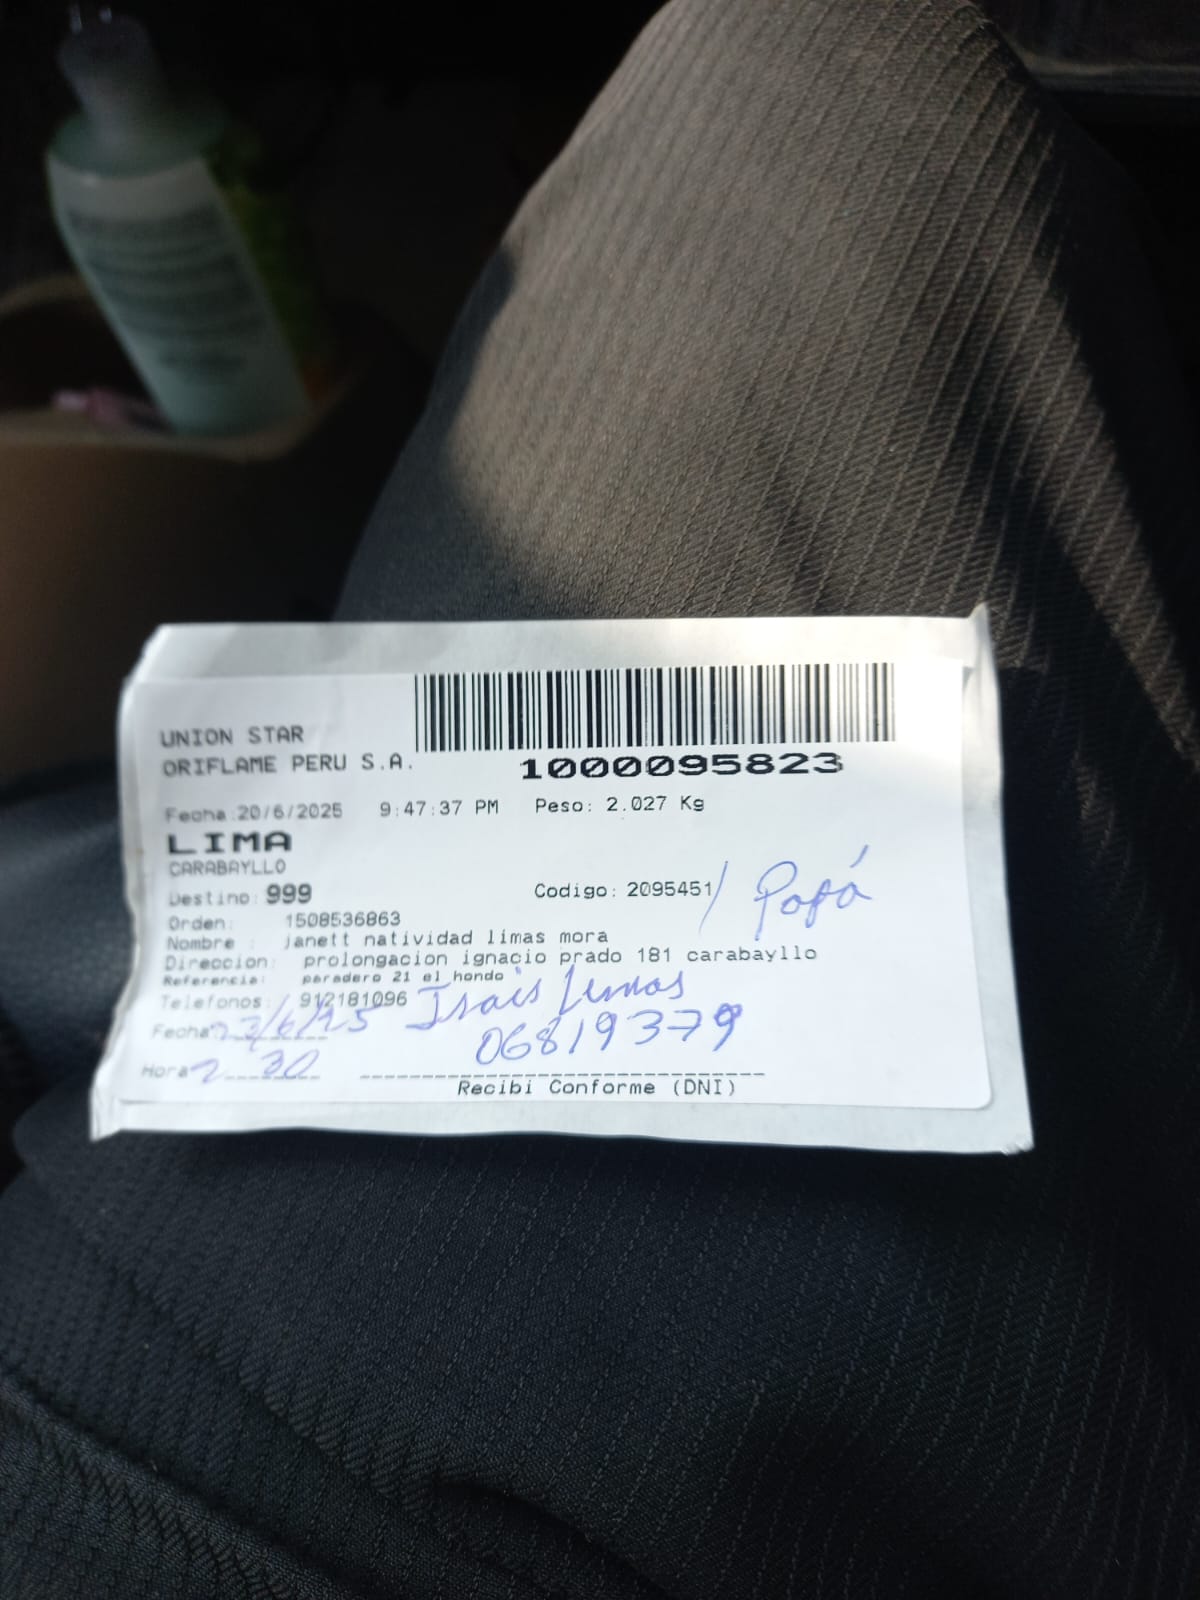 UNION STAR
ORIFLAME PERU S.A.
1000095823
Fecha:20/6/2025 9:47:37 PM Peso: 2.027 Kg
LIMA
CARABAYLLO
Destino: 999 Codigo: 2095451/ Papá
Orden: 1508536863
Nombre : janett natividad limas mora
Direccion: prolongacion ignacio prado 181 carabayllo
Referencia: paradero 21 el hondo
Telefonos: 912181096 Isais Limas
Fecha: 23/6/25 06819379
Hora 2 30
Recibi Conforme (DNI)